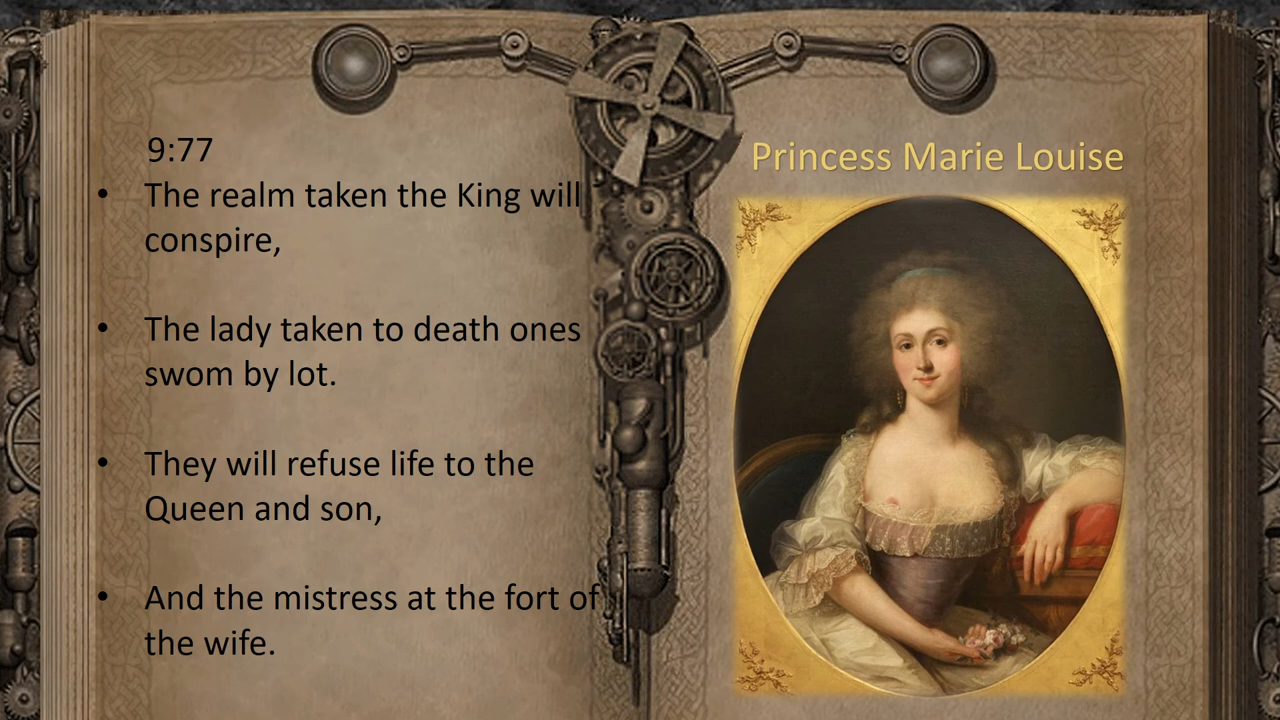 9:77
• The realm taken the King will
conspire,
• The lady taken to death ones
swom by lot.
• They will refuse life to the
Queen and son,
• And the mistress at the fort of
the wife.
Princess Marie Louise